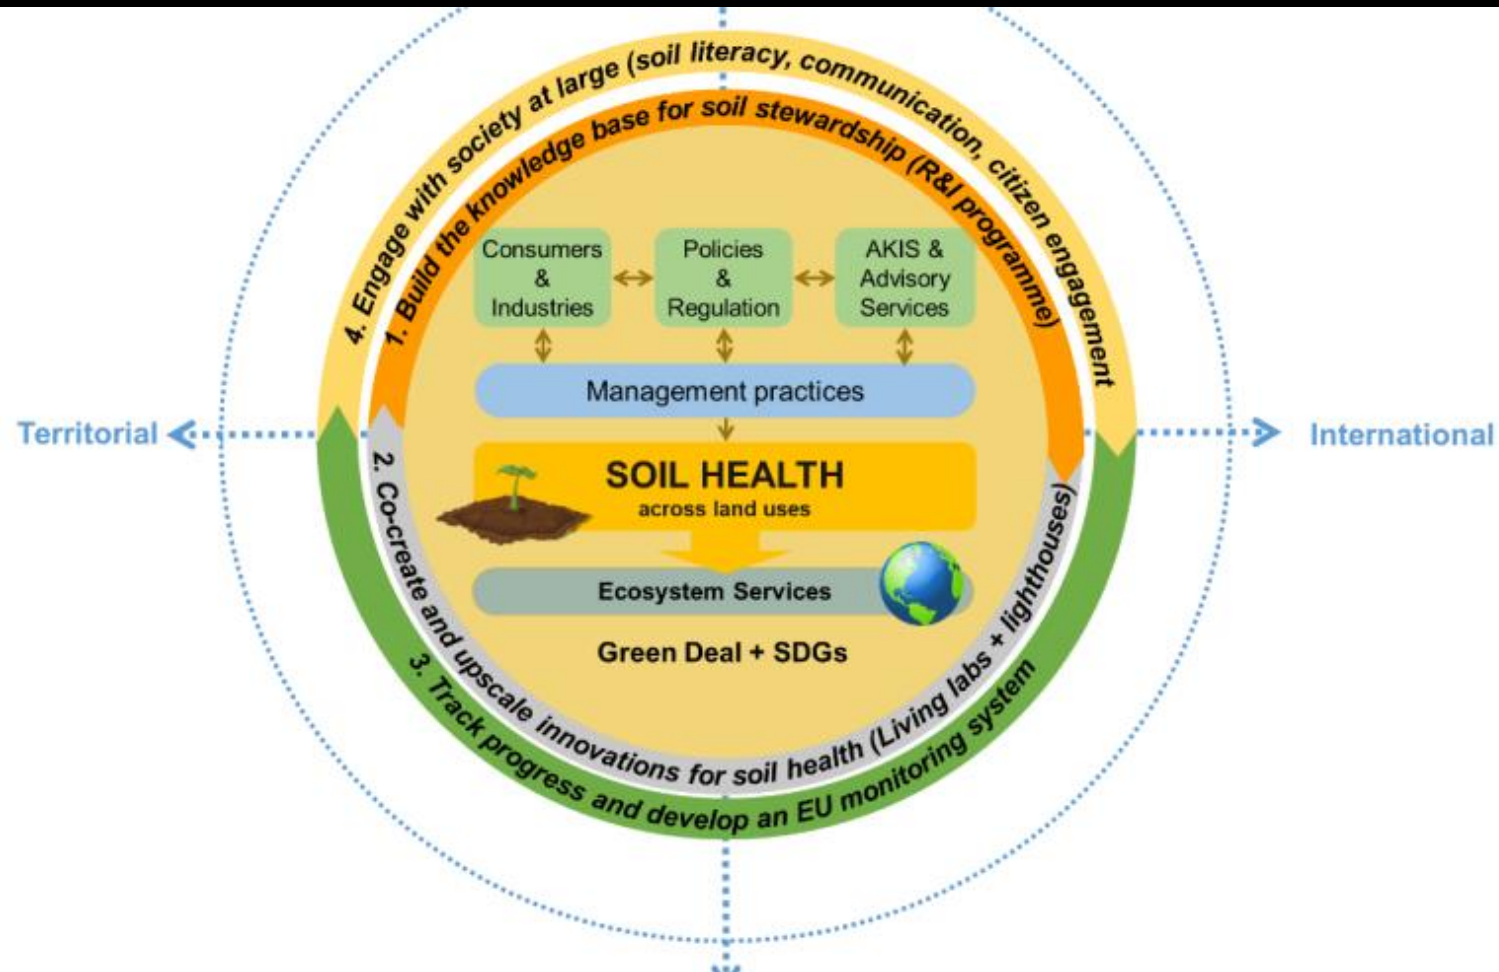 4. Engage with society at large (soil literacy, communication, citizen engagement
1. Build the knowledge base for soil stewardship (R&I programme)
Consumers
&
Industries
Policies
&
Regulation
AKIS &
Advisory
Services
Management practices
Territorial
International
SOIL HEALTH
across land uses
Ecosystem Services
Green Deal + SDGs
2. Co-create and upscale innovations for soil health (Living labs + lighthouses)
3. Track progress and develop an EU monitoring system